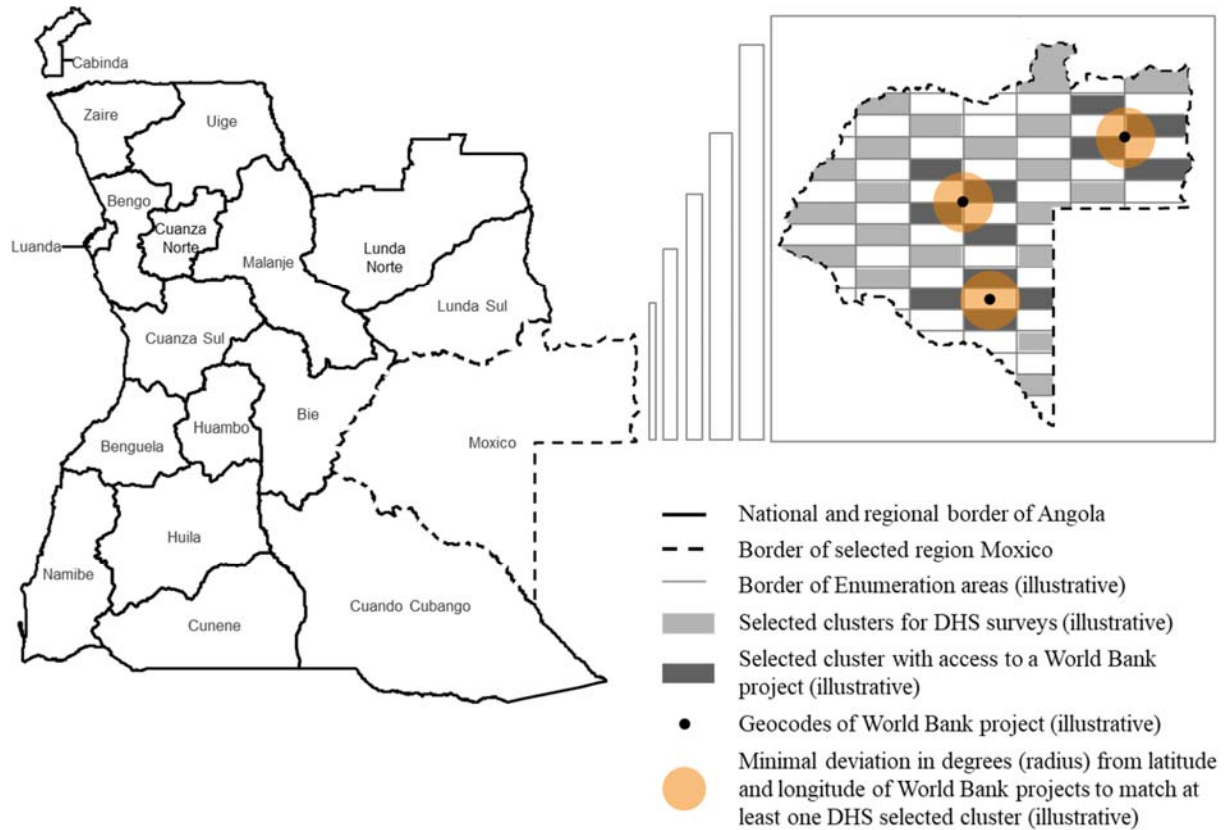 Cabinda
Zaire
Uige
Bengo
Cuanza
Norte
Luanda
Malanje
Lunda
Norte
Lunda Sul
Cuanza Sul
Bie
Huambo
Benguela
Moxico
Huila
Namibe
Cuando Cubango
Cunene
National and regional border of Angola
Border of selected region Moxico
Border of Enumeration areas (illustrative)
Selected clusters for DHS surveys (illustrative)
Selected cluster with access to a World Bank
project (illustrative)
Geocodes of World Bank project (illustrative)
Minimal deviation in degrees (radius) from latitude
and longitude of World Bank projects to match at
least one DHS selected cluster (illustrative)